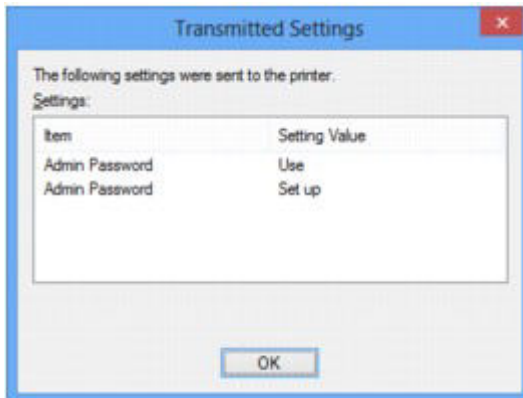 Transmitted Settings
The following settings were sent to the printer.
Settings:
Item Setting Value
Admin Password Use
Admin Password Set up
OK